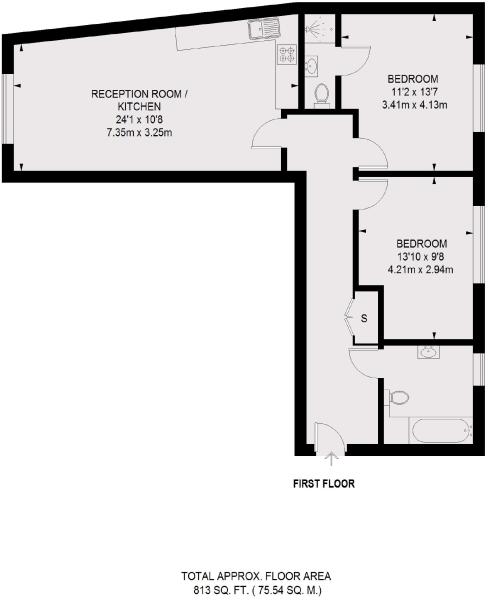 RECEPTION ROOM /
KITCHEN
24'1 x 10'8
7.35m x 3.25m
BEDROOM
11'2 x 13'7
3.41m x 4.13m
BEDROOM
13'10 x 9'8
4.21m x 2.94m
S
FIRST FLOOR
TOTAL APPROX. FLOOR AREA
813 SQ. FT. ( 75.54 SQ. M.)